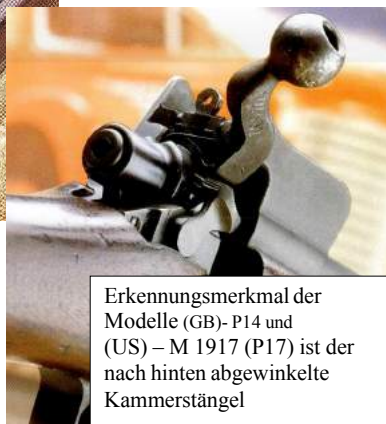 Erkennungsmerkmal der
Modelle (GB)- P14 und
(US) – M 1917 (P17) ist der
nach hinten abgewinkelte
Kammerstängel